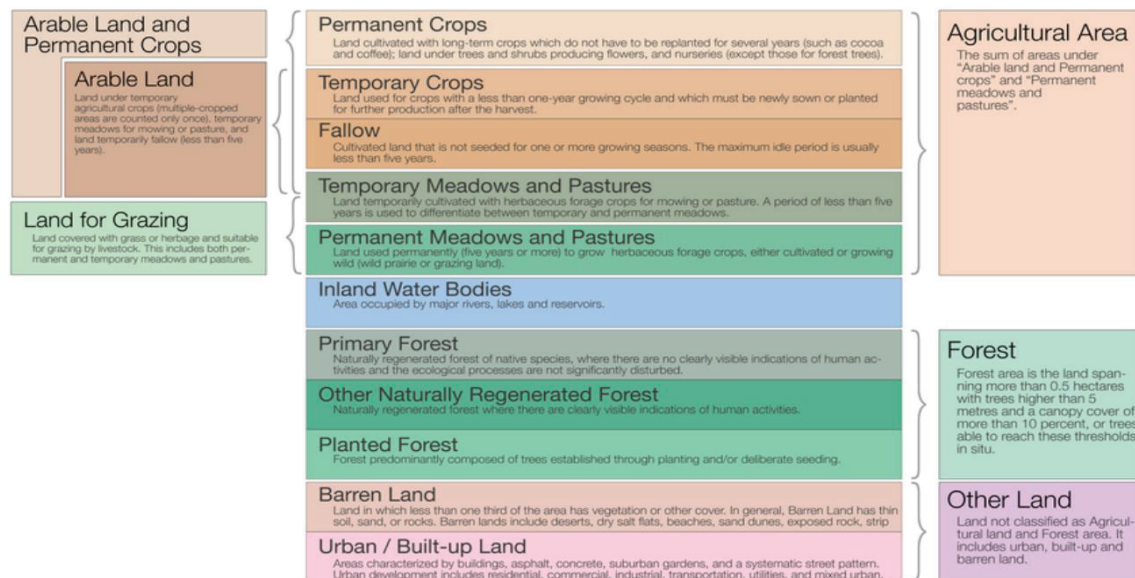 Arable Land and
Permanent Crops
Arable Land
Land under temporary
agricultural crops (multiple-cropped
areas are counted only once), temporary
meadows for mowing or pasture, and
land temporarily fallow (less than five
years).
Land for Grazing
Land covered with grass or herbage and suitable
for grazing by livestock. This includes both per-
manent and temporary meadows and pastures.
Permanent Crops
Land cultivated with long-term crops which do not have to be replanted for several years (such as cocoa
and coffee); land under trees and shrubs producing flowers, and nurseries (except those for forest trees).
Temporary Crops
Land used for crops with a less than one-year growing cycle and which must be newly sown or planted
for further production after the harvest.
Fallow
Cultivated land that is not seeded for one or more growing seasons. The maximum idle period is usually
less than five years.
Temporary Meadows and Pastures
Land temporarily cultivated with herbaceous forage crops for mowing or pasture. A period of less than five
years is used to differentiate between temporary and permanent meadows.
Permanent Meadows and Pastures
Land used permanently (five years or more) to grow herbaceous forage crops, either cultivated or growing
wild (wild prairie or grazing land).
Inland Water Bodies
Area occupied by major rivers, lakes and reservoirs.
Primary Forest
Naturally regenerated forest of native species, where there are no clearly visible indications of human ac-
tivities and the ecological processes are not significantly disturbed.
Other Naturally Regenerated Forest
Naturally regenerated forest where there are clearly visible indications of human activities.
Planted Forest
Forest predominantly composed of trees established through planting and/or deliberate seeding.
Barren Land
Land in which less than one third of the area has vegetation or other cover. In general, Barren Land has thin
soil, sand, or rocks. Barren lands include deserts, dry salt flats, beaches, sand dunes, exposed rock, strip
Urban / Built-up Land
Areas characterized by buildings, asphalt, concrete, suburban gardens, and a systematic street pattern.
Urban development includes residential, commercial, industrial, transportation, utilities, and mixed urban.
Agricultural Area
The sum of areas under
"Arable land and Permanent
crops" and "Permanent
meadows and
pastures".
Forest
Forest area is the land span-
ning more than 0.5 hectares
with trees higher than 5
metres and a canopy cover of
more than 10 percent, or trees
able to reach these thresholds
in situ.
Other Land
Land not classified as Agricul-
tural land and Forest area. It
includes urban, built-up and
barren land.